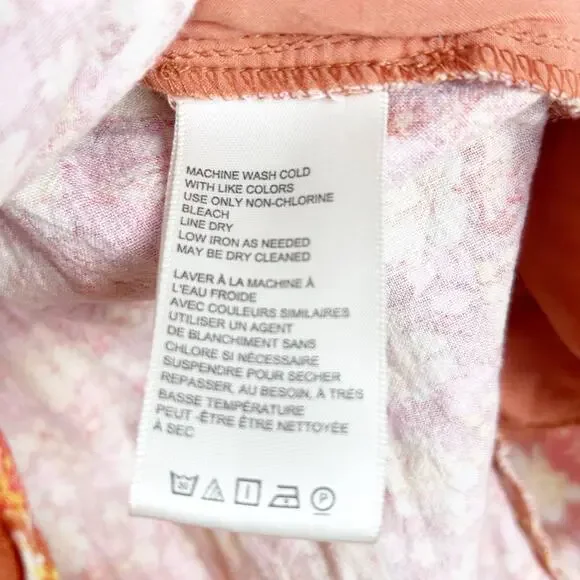 MACHINE WASH COLD
WITH LIKE COLORS
USE ONLY NON-CHLORINE
BLEACH
LINE DRY
LOW IRON AS NEEDED
MAY BE DRY CLEANED
LAVER À LA MACHINE À
L'EAU FROIDE
AVEC COULEURS SIMILAIRES
UTILISER UN AGENT
DE BLANCHIMENT SANS
CHLORE SI NÉCESSAIRE
SUSPENDRE POUR SÉCHER
REPASSER, AU BESOIN, À TRÈS
BASSE TEMPÉRATURE
PEUT -ÊTRE ÊTRE NETTOYÉE
À SEC
30 P